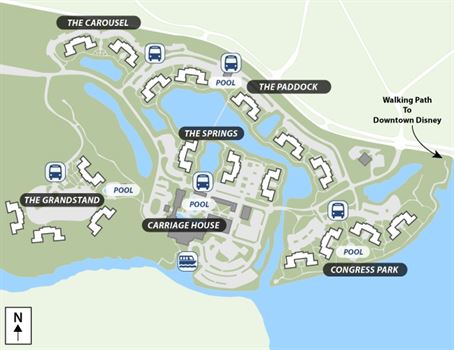 THE CAROUSEL
POOL
THE PADDOCK
Walking Path
To
Downtown Disney
THE SPRINGS
THE GRANDSTAND
POOL
POOL
CARRIAGE HOUSE
POOL
CONGRESS PARK
N